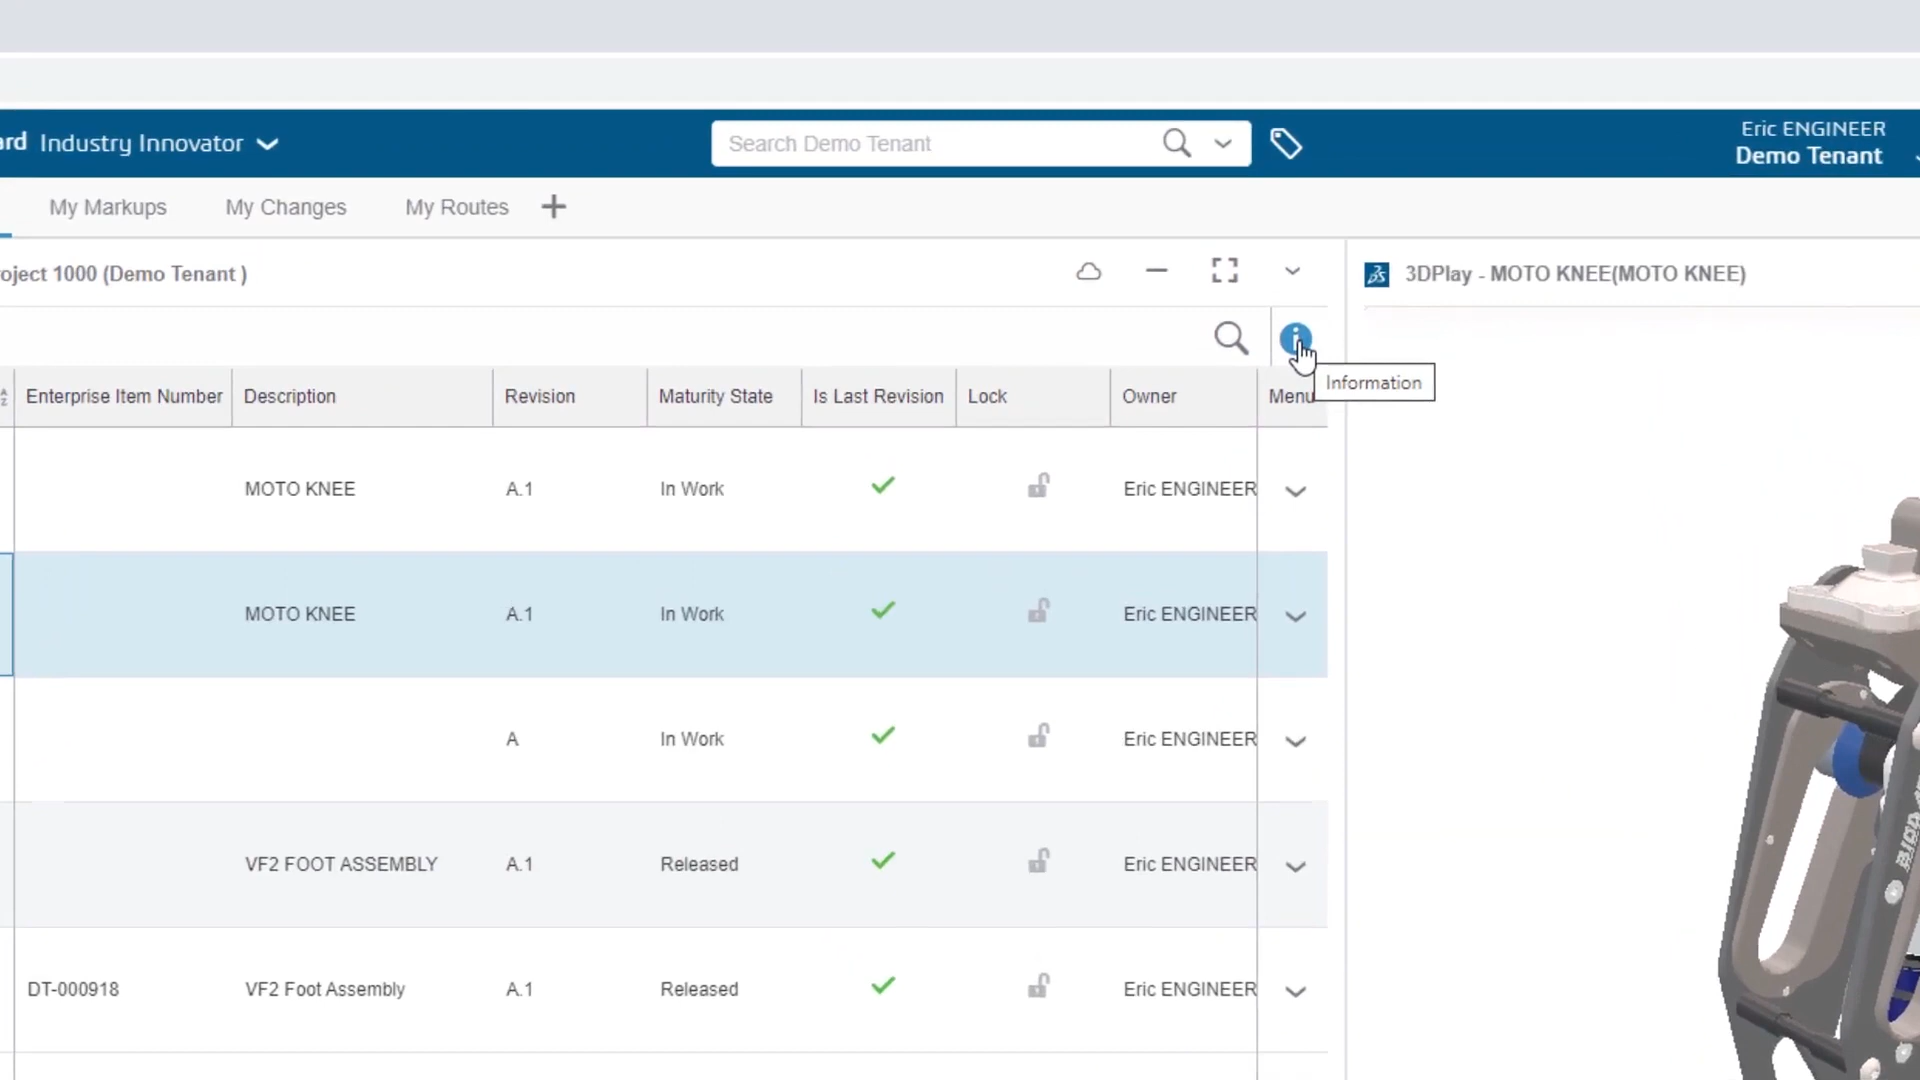 ard Industry Innovator
Search Demo Tenant
Eric ENGINEER
Demo Tenant
My Markups My Changes My Routes
oject 1000 (Demo Tenant )
3DPlay - MOTO KNEE(MOTO KNEE)
Information
Enterprise Item Number Description Revision Maturity State Is Last Revision Lock Owner Menu
MOTO KNEE A.1 In Work Eric ENGINEER
MOTO KNEE A.1 In Work Eric ENGINEER
A In Work Eric ENGINEER
VF2 FOOT ASSEMBLY A.1 Released Eric ENGINEER
DT-000918 VF2 Foot Assembly A.1 Released Eric ENGINEER